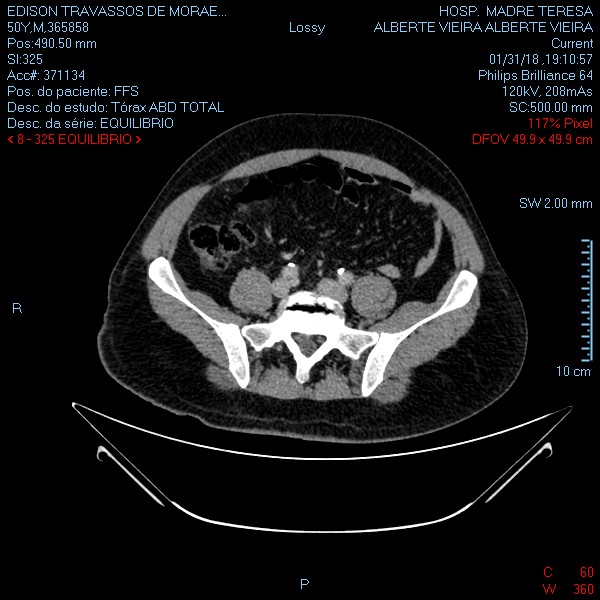 EDISON TRAVASSOS DE MORAE...
50Y,M,365858
Pos:490.50 mm
SI:325
Acc#: 371134
Pos. do paciente: FFS
Desc. do estudo: Tórax ABD TOTAL
Desc. da série: EQUILIBRIO
< 8 - 325 EQUILIBRIO >
Lossy
HOSP. MADRE TERESA
ALBERTE VIEIRA ALBERTE VIEIRA
Current
01/31/18 ,19:10:57
Philips Brilliance 64
120kV, 208mAs
SC:500.00 mm
117% Pixel
DFOV 49.9 x 49.9 cm
SW 2.00 mm
R
10 cm
P
C 60
W 360